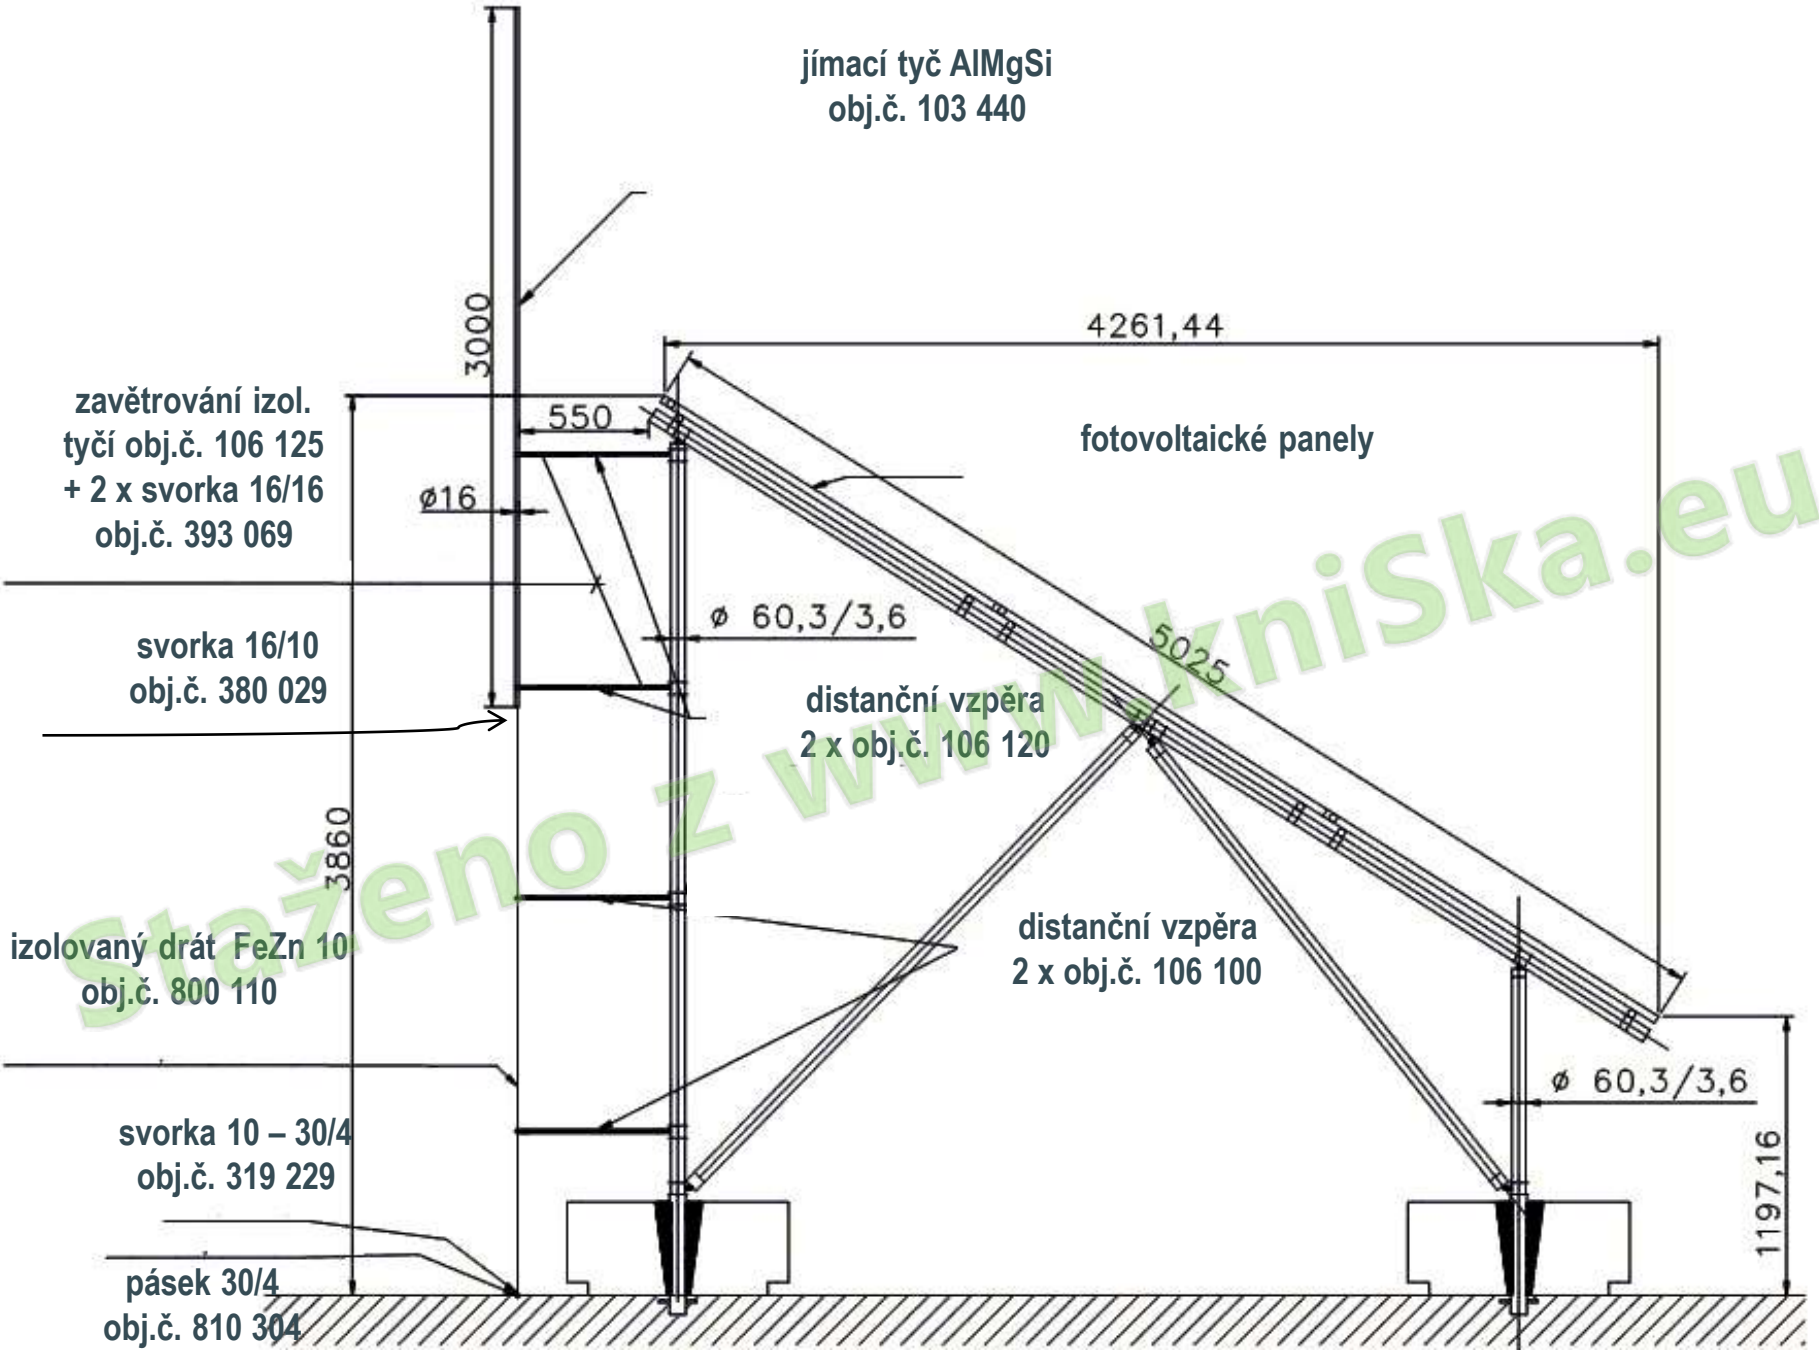 jímací tyč AlMgSi
obj.č. 103 440
3000
4261,44
zavětrování izol.
tyčí obj.č. 106 125
+ 2 x svorka 16/16
obj.č. 393 069
550
fotovoltaické panely
ø16
ø 60,3/3,6
5025
svorka 16/10
obj.č. 380 029
distanční vzpěra
2 x obj.č. 106 120
Staženo z www.kniSka.eu
3860
izolovaný drát FeZn 10
obj.č. 800 110
distanční vzpěra
2 x obj.č. 106 100
ø 60,3/3,6
svorka 10 – 30/4
obj.č. 319 229
1197,16
pásek 30/4
obj.č. 810 304